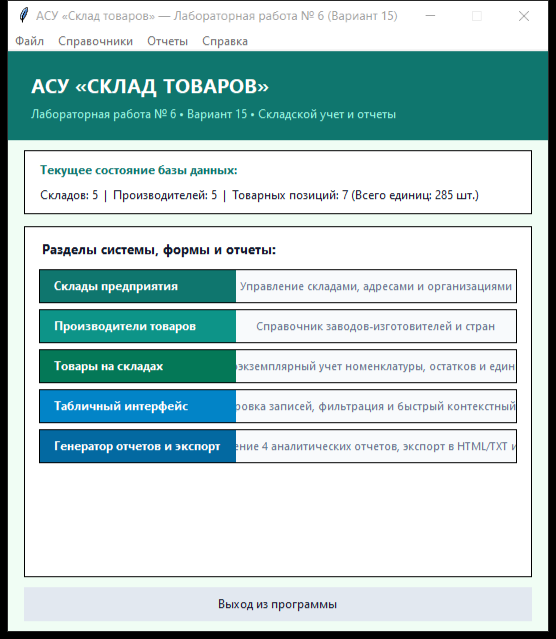 АСУ «Склад товаров» — Лабораторная работа № 6 (Вариант 15)
Файл Справочники Отчеты Справка
АСУ «СКЛАД ТОВАРОВ»
Лабораторная работа № 6 • Вариант 15 • Складской учет и отчеты
Текущее состояние базы данных:
Складов: 5 | Производителей: 5 | Товарных позиций: 7 (Всего единиц: 285 шт.)
Разделы системы, формы и отчеты:
Склады предприятия Управление складами, адресами и организациями
Производители товаров Справочник заводов-изготовителей и стран
Товары на складах учет номенклатуры, остатков и един
Табличный интерфейс записей, фильтрация и быстрый контекстный
Генератор отчетов и экспорт 4 аналитических отчетов, экспорт в HTML/TXT и
Выход из программы